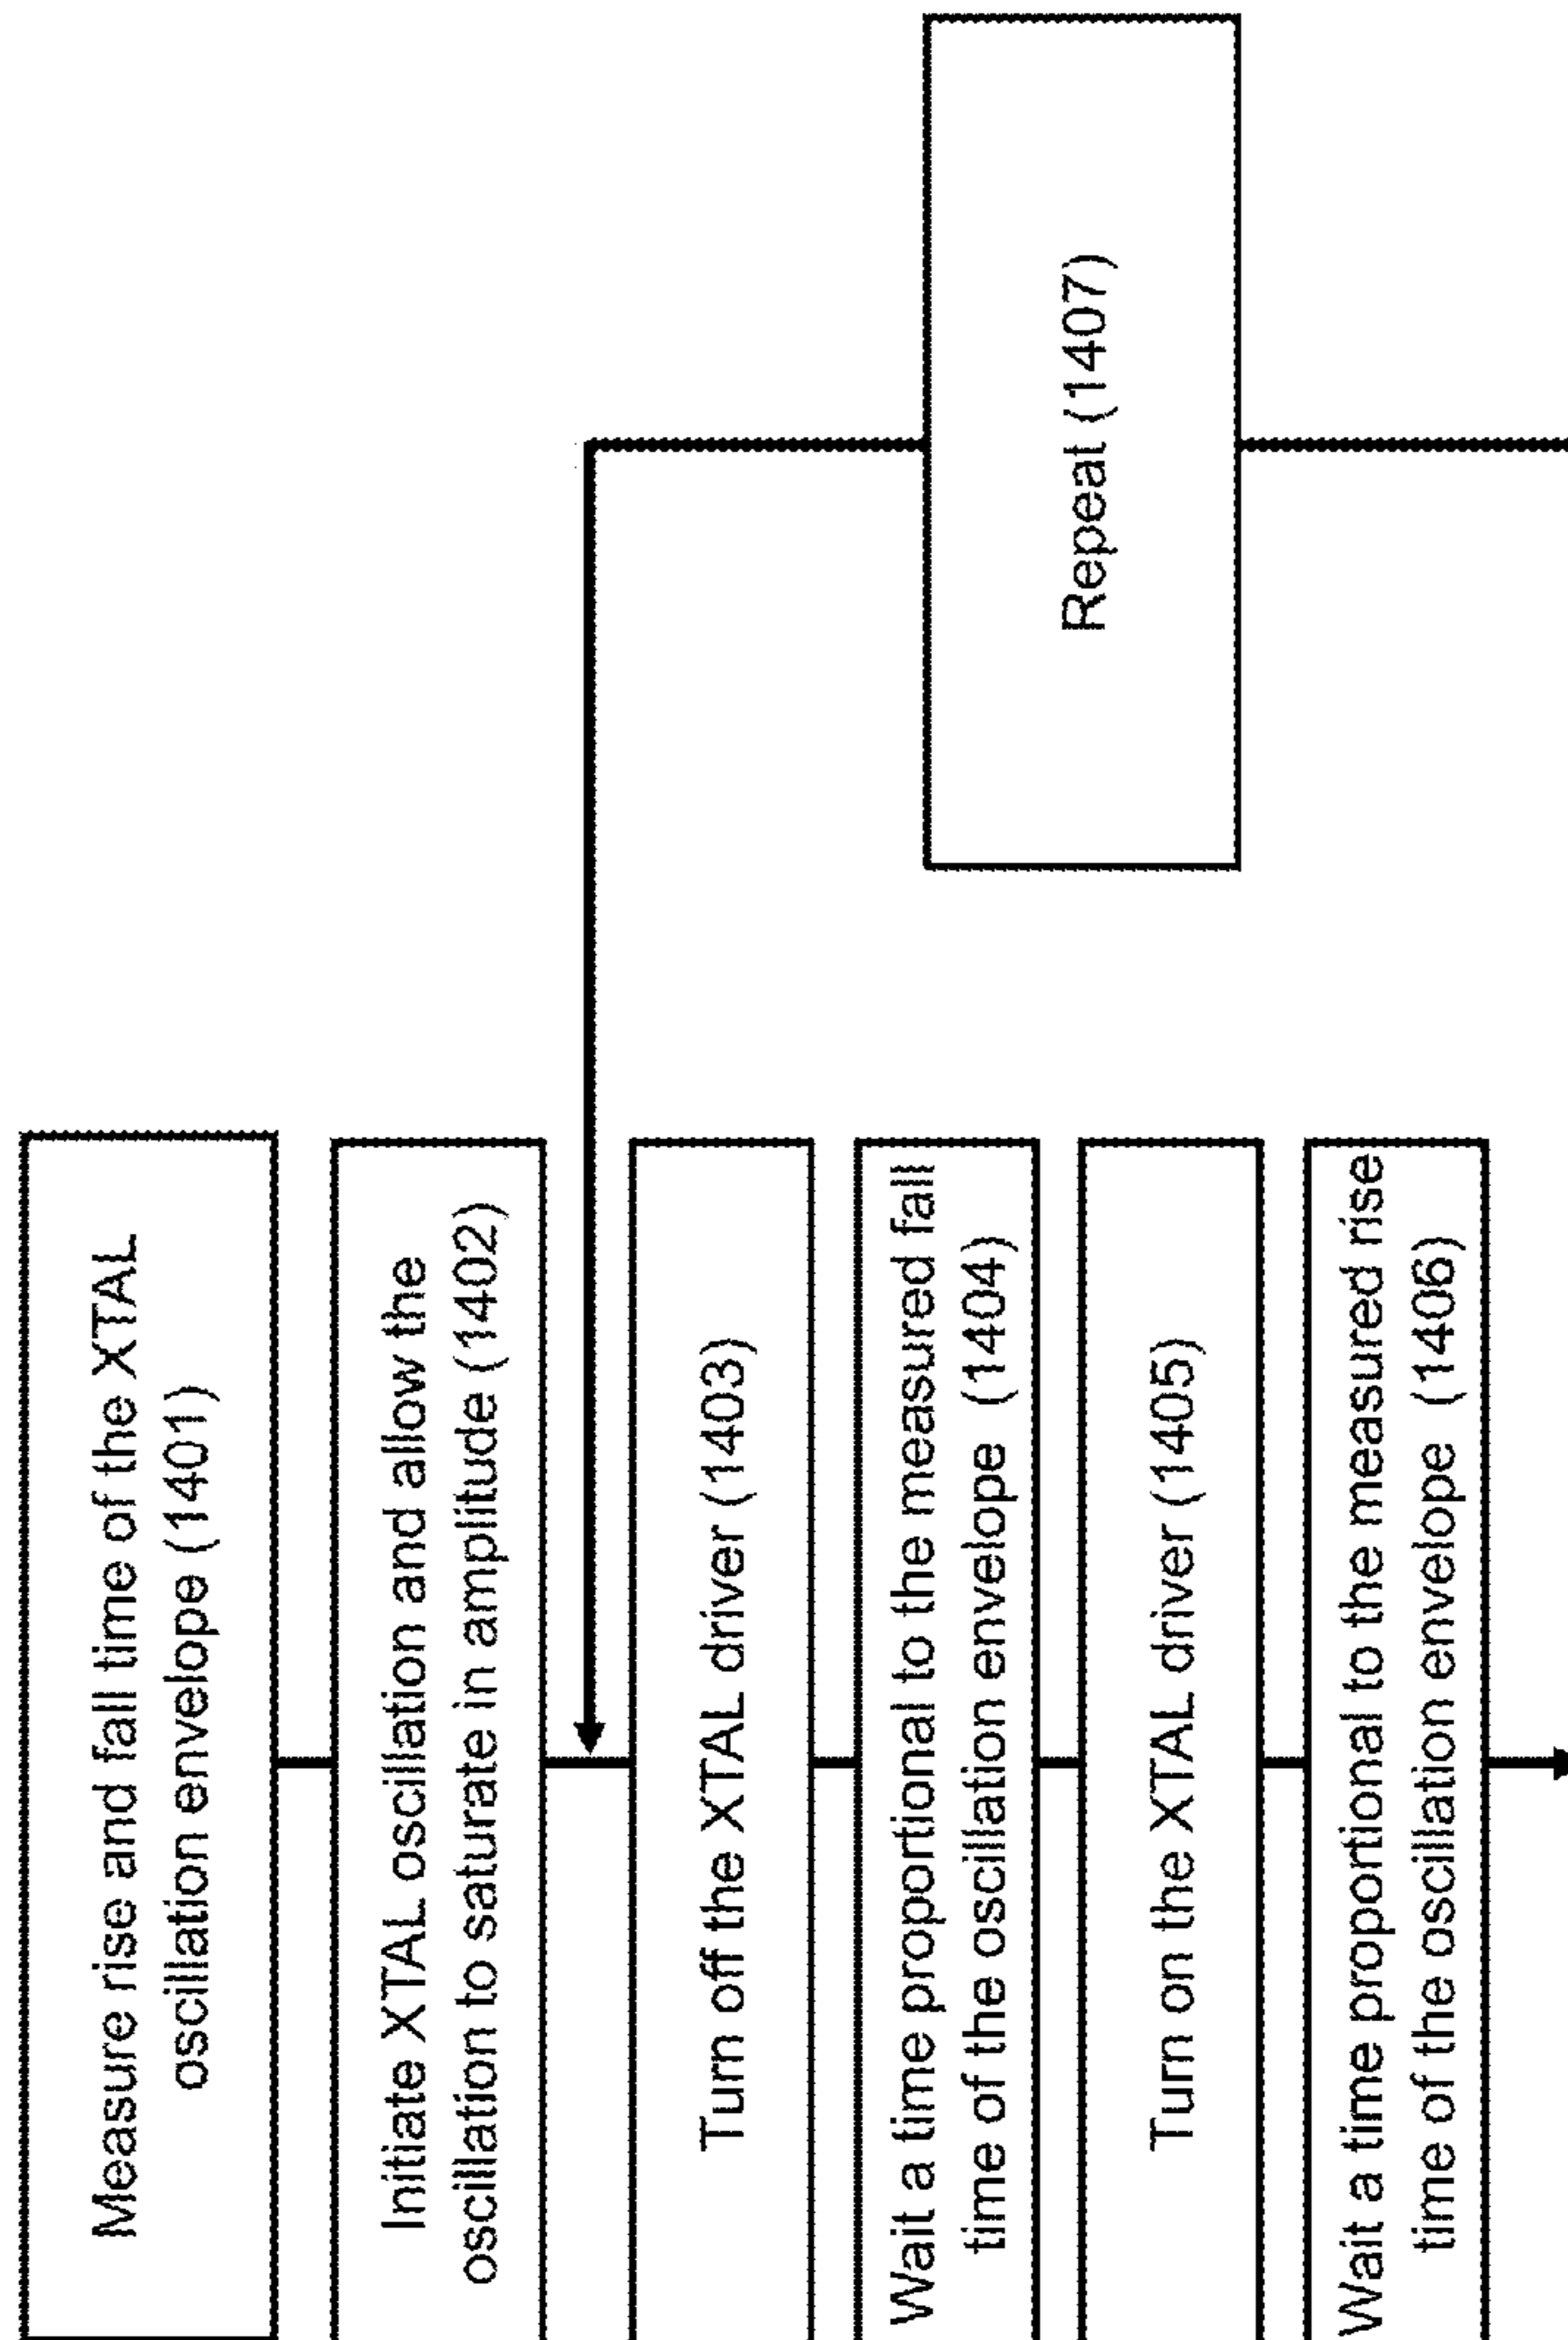 Measure rise and fall time of the XTAL
oscillation envelope (1401)
Initiate XTAL oscillation and allow the
oscillation to saturate in amplitude (1402)
Turn off the XTAL driver (1403)
Wait a time proportional to the measured fall
time of the oscillation envelope (1404)
Turn on the XTAL driver (1405)
Wait a time proportional to the measured rise
time of the oscillation envelope (1406)
Repeat (1407)